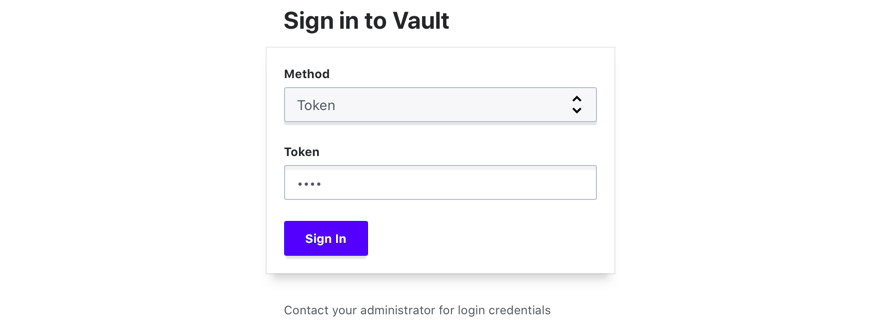 Sign in to Vault
Method
Token
Token
••••
Sign In
Contact your administrator for login credentials